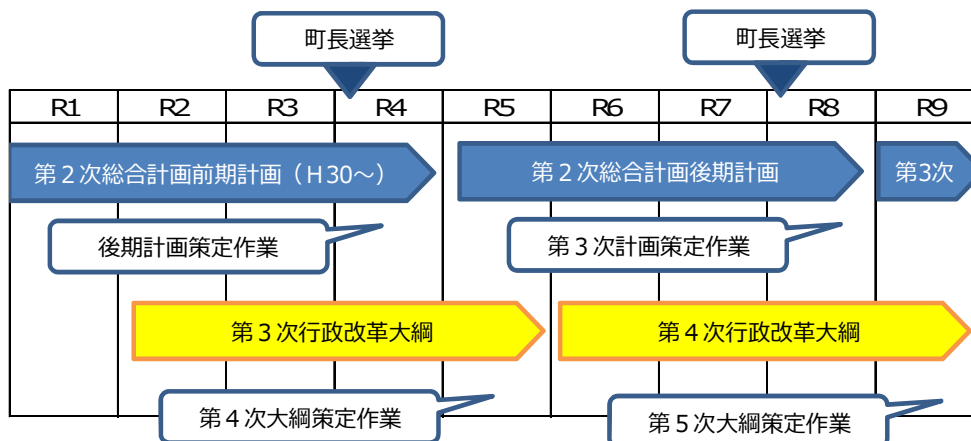 町長選挙
町長選挙
R1 R2 R3 R4 R5 R6 R7 R8 R9
第２次総合計画前期計画（H30～）
第２次総合計画後期計画
第3次
後期計画策定作業
第３次計画策定作業
第３次行政改革大綱
第４次行政改革大綱
第４次大綱策定作業
第５次大綱策定作業